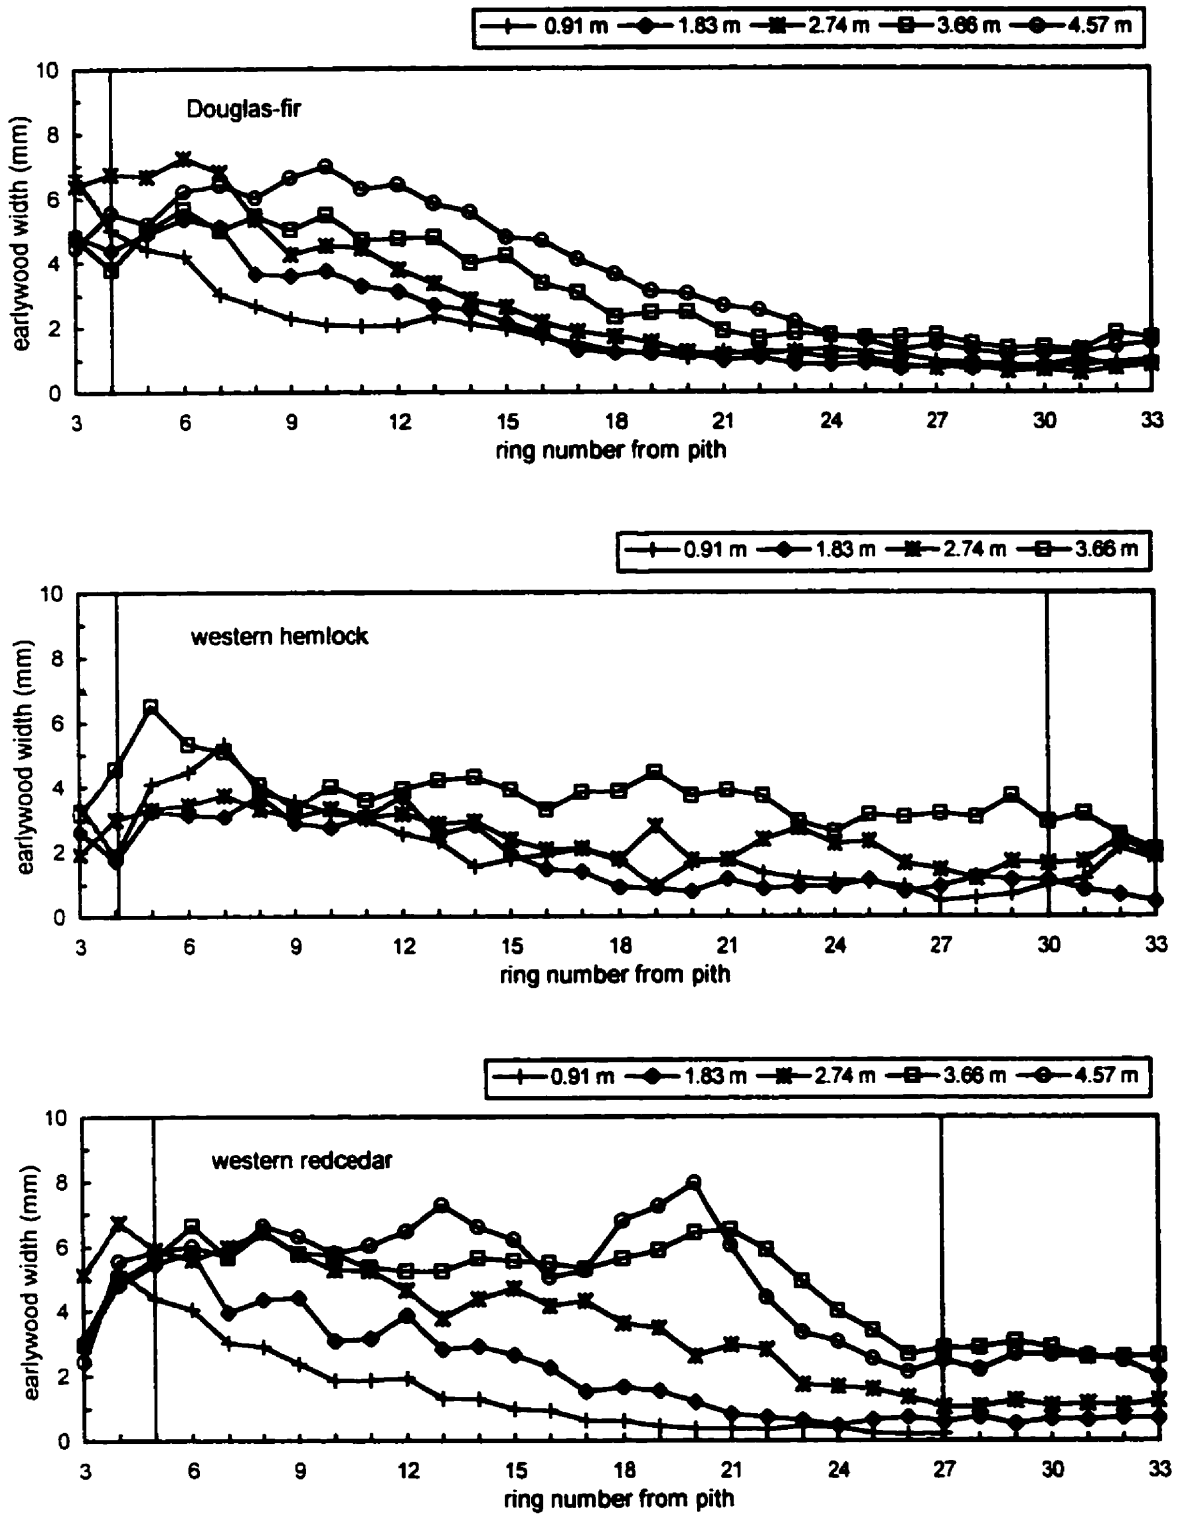 0.91 m 1.83 m 2.74 m 3.66 m 4.57 m
10
Douglas-fir
8
6
4
2
0
earlywood width (mm)
3 6 9 12 15 18 21 24 27 30 33
ring number from pith
0.91 m 1.83 m 2.74 m 3.66 m
10
western hemlock
8
6
4
2
0
earlywood width (mm)
3 6 9 12 15 18 21 24 27 30 33
ring number from pith
0.91 m 1.83 m 2.74 m 3.66 m 4.57 m
10
western redcedar
8
6
4
2
0
earlywood width (mm)
3 6 9 12 15 18 21 24 27 30 33
ring number from pith